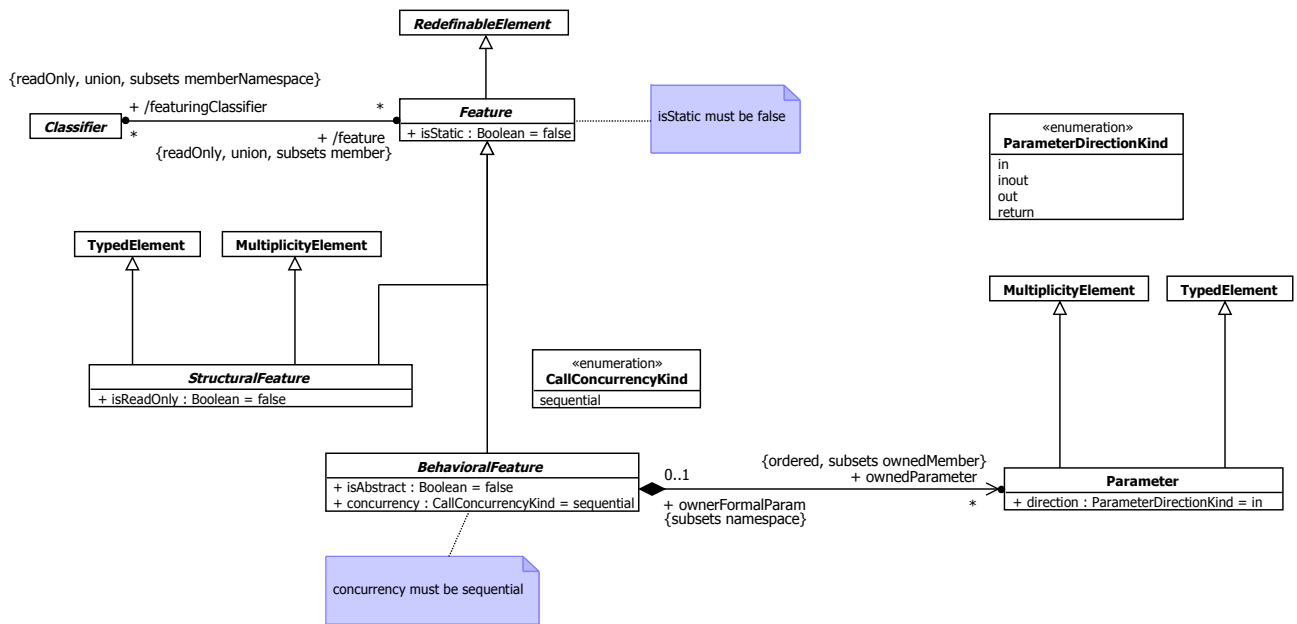 RedefinableElement
{readOnly, union, subsets memberNamespace}
+ /featuringClassifier
*
Classifier
*
+ /feature
{readOnly, union, subsets member}
Feature
+ isStatic : Boolean = false
isStatic must be false
«enumeration»
ParameterDirectionKind
in
inout
out
return
TypedElement
MultiplicityElement
MultiplicityElement
TypedElement
StructuralFeature
+ isReadOnly : Boolean = false
«enumeration»
CallConcurrencyKind
sequential
BehavioralFeature
+ isAbstract : Boolean = false
+ concurrency : CallConcurrencyKind = sequential
0..1
+ ownerFormalParam
{subsets namespace}
{ordered, subsets ownedMember}
+ ownedParameter
*
Parameter
+ direction : ParameterDirectionKind = in
concurrency must be sequential